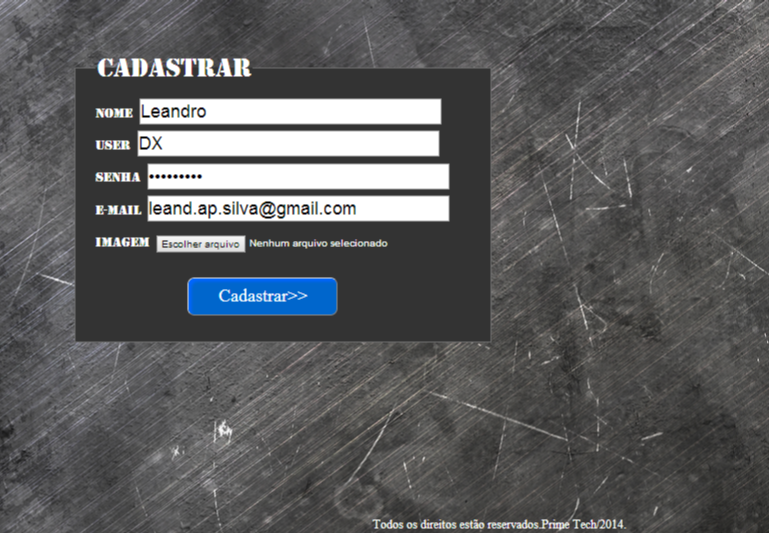 CADASTRAR
NOME Leandro
USER DX
SENHA •••••••••
E-MAIL leand.ap.silva@gmail.com
IMAGEM Escolher arquivo Nenhum arquivo selecionado
Cadastrar>>
Todos os direitos estão reservados.Prime Tech/2014.